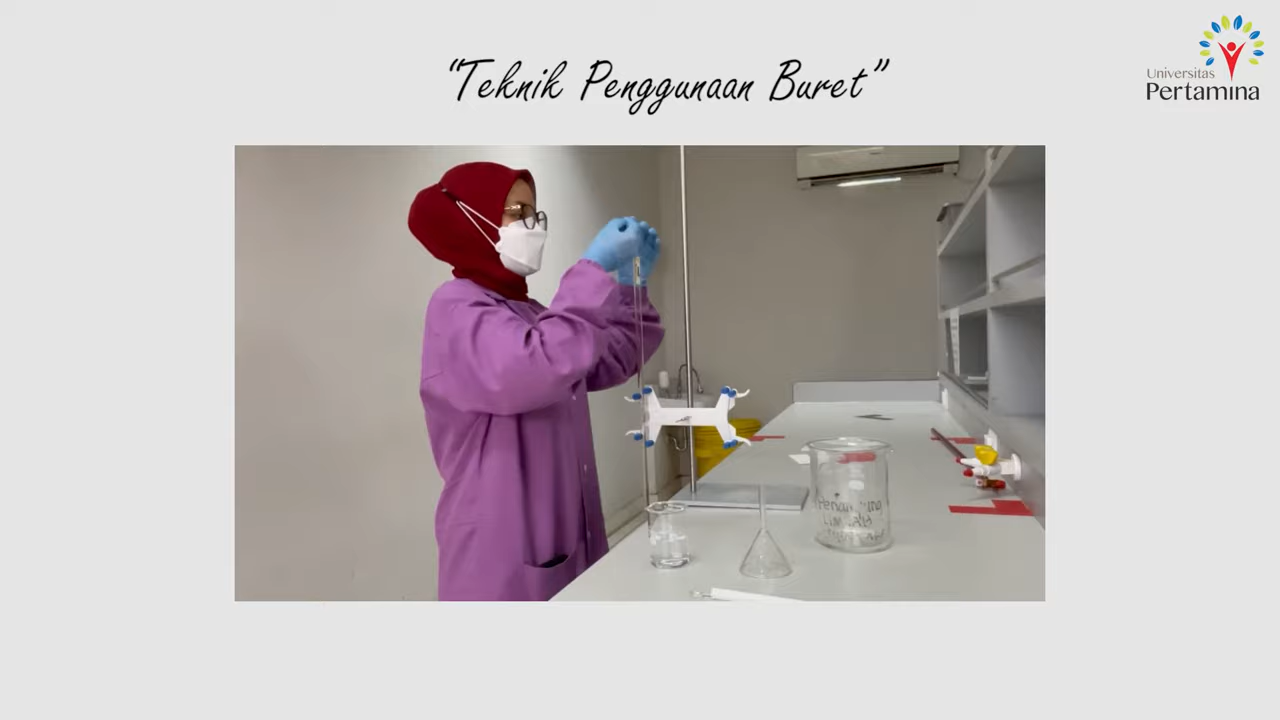 “Teknik Penggunaan Buret”
Universitas
Pertamina